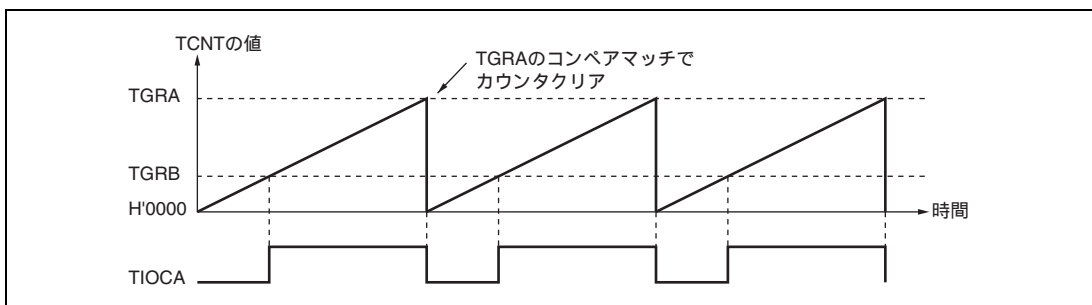 TCNTの値
TGRAのコンペアマッチで
カウンタクリア
TGRA
TGRB
H'0000
時間
TIOCA